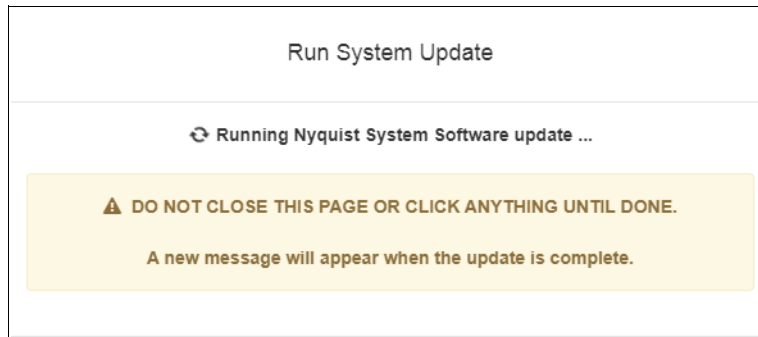 Run System Update
Running Nyquist System Software update ...
DO NOT CLOSE THIS PAGE OR CLICK ANYTHING UNTIL DONE.
A new message will appear when the update is complete.